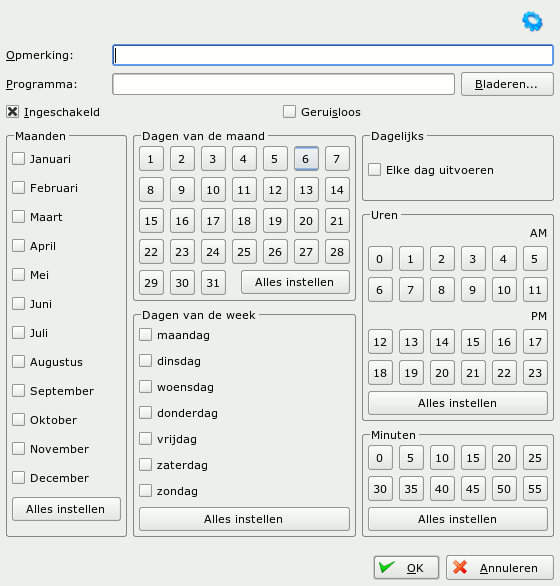 Opmerking:
Programma:
Bladeren...
Ingeschakeld
Geruisloos
Maanden
Januari
Februari
Maart
April
Mei
Juni
Juli
Augustus
September
Oktober
November
December
Alles instellen
Dagen van de maand
1 2 3 4 5 6 7
8 9 10 11 12 13 14
15 16 17 18 19 20 21
22 23 24 25 26 27 28
29 30 31 Alles instellen
Dagen van de week
maandag
dinsdag
woensdag
donderdag
vrijdag
zaterdag
zondag
Alles instellen
Dagelijks
Elke dag uitvoeren
Uren
AM
0 1 2 3 4 5
6 7 8 9 10 11
PM
12 13 14 15 16 17
18 19 20 21 22 23
Alles instellen
Minuten
0 5 10 15 20 25
30 35 40 45 50 55
Alles instellen
OK
Annuleren